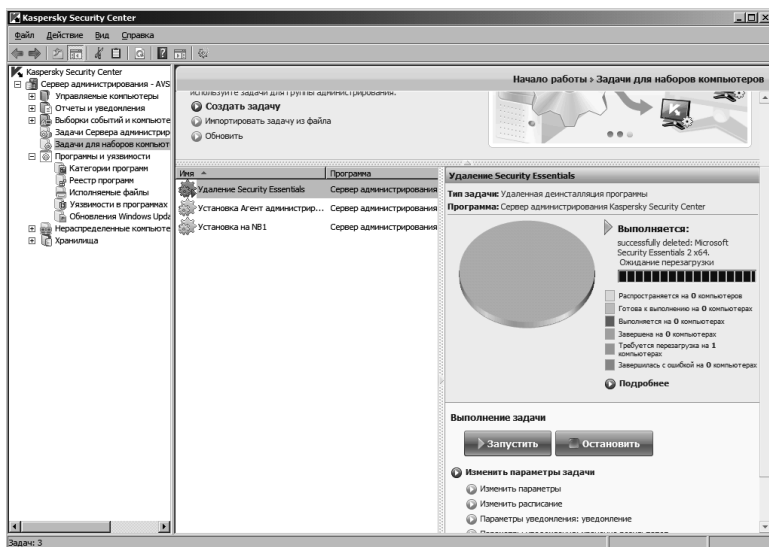 Kaspersky Security Center
Файл Действие Вид Справка
Kaspersky Security Center
Сервер администрирования - AVS
Управляемые компьютеры
Отчеты и уведомления
Выборки событий и компьюте
Задачи Сервера администрир
Задачи для наборов компьют
Программы и уязвимости
Категории программ
Реестр программ
Исполняемые файлы
Уязвимости в программах
Обновления Windows Upda
Нераспределенные компьюте
Хранилища
Начало работы › Задачи для наборов компьютеров
используйте задачи для группы администрирования.
Создать задачу
Импортировать задачу из файла
Обновить
Имя Программа
Удаление Security Essentials Сервер администрирования
Установка Агент администрир... Сервер администрирования
Установка на NB1 Сервер администрирования
Удаление Security Essentials
Тип задачи: Удаленная деинсталляция программы
Программа: Сервер администрирования Kaspersky Security Center
Выполняется:
successfully deleted: Microsoft
Security Essentials 2 x64.
Ожидание перезагрузки
Распространяется на 0 компьютеров
Готова к выполнению на 0 компьютерах
Выполняется на 0 компьютерах
Завершена на 0 компьютерах
Требуется перезагрузка на 1
компьютерах
Завершилась с ошибкой на 0 компьютерах
Подробнее
Выполнение задачи
Запустить Остановить
Изменить параметры задачи
Изменить параметры
Изменить расписание
Параметры уведомления: уведомление
Задач: 3